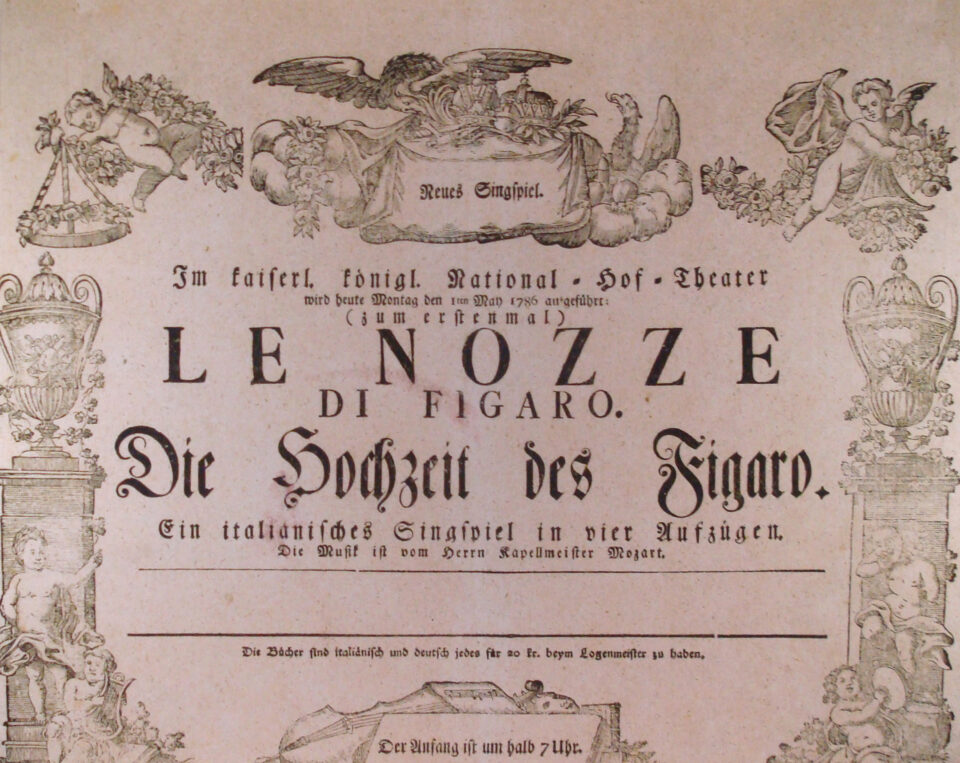 Neues Singſpiel.
Im kaiſerl. königl. National-Hof-Theater
wird heute Montag den 1ten May 1786 aufgeführt:
(zum erſtenmal)
LE NOZZE
DI FIGARO.
Die Hochzeit des Figaro.
Ein italiäniſches Singſpiel in vier Aufzügen.
Die Muſik iſt vom Herrn Kapellmeiſter Mozart.
Die Bücher ſind italiäniſch und deutſch jedes für 20 kr. beym Logenmeiſter zu haben.
Der Anfang iſt um halb 7 Uhr.